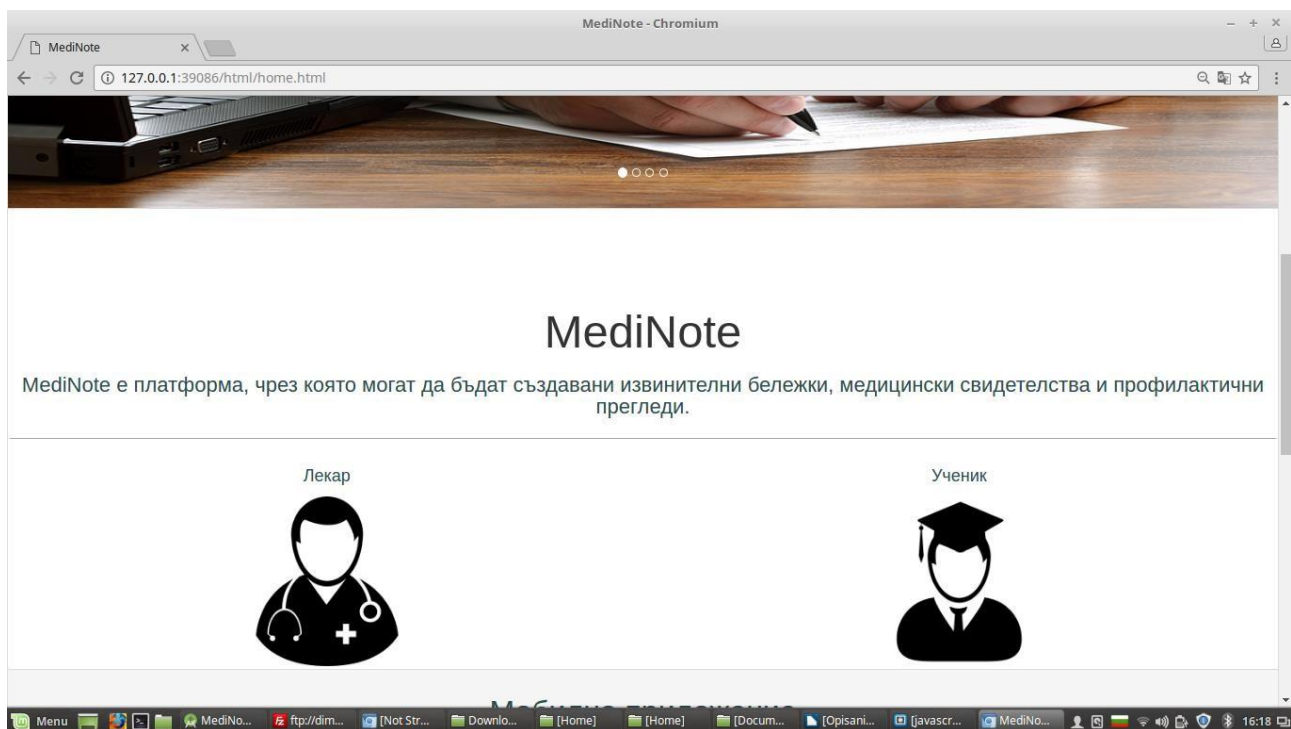 MediNote - Chromium
MediNote
127.0.0.1:39086/html/home.html
MediNote
MediNote е платформа, чрез която могат да бъдат създавани извинителни бележки, медицински свидетелства и профилактични
прегледи.
Лекар
Ученик
Мобилно приложение
Menu MediNo... ftp://dim... [Not Str... Downlo... [Home] [Home] [Docum... [Opisani... [javascr... MediNo... 16:18